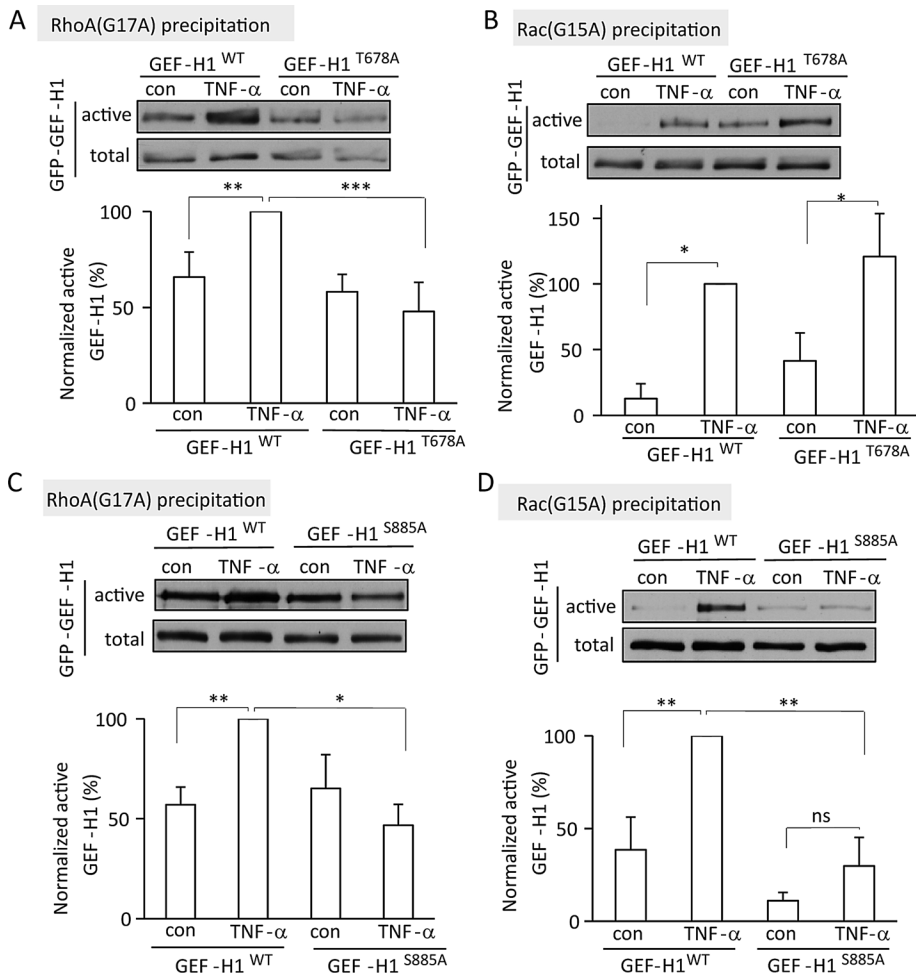 A RhoA(G17A) precipitation
GEF-H1 WT GEF-H1 T678A
con TNF-α con TNF-α
GFP-GEF-H1
active
total
** ***
Normalized active
GEF-H1 (%)
100
50
0
con TNF-α con TNF-α
GEF-H1 WT GEF-H1 T678A
B Rac(G15A) precipitation
GEF-H1 WT GEF-H1 T678A
con TNF-α con TNF-α
GFP-GEF-H1
active
total
* *
Normalized active
GEF-H1 (%)
150
100
50
0
con TNF-α con TNF-α
GEF-H1 WT GEF-H1 T678A
C RhoA(G17A) precipitation
GEF -H1 WT GEF -H1 S885A
con TNF -α con TNF -α
GFP-GEF-H1
active
total
** *
Normalized active
GEF -H1 (%)
100
50
0
con TNF-α con TNF-α
GEF -H1 WT GEF -H1 S885A
D Rac(G15A) precipitation
GEF -H1 WT GEF -H1 S885A
con TNF -α con TNF -α
GFP-GEF-H1
active
total
** **
ns
Normalized active
GEF -H1 (%)
100
50
0
con TNF-α con TNF-α
GEF-H1 WT GEF -H1 S885A